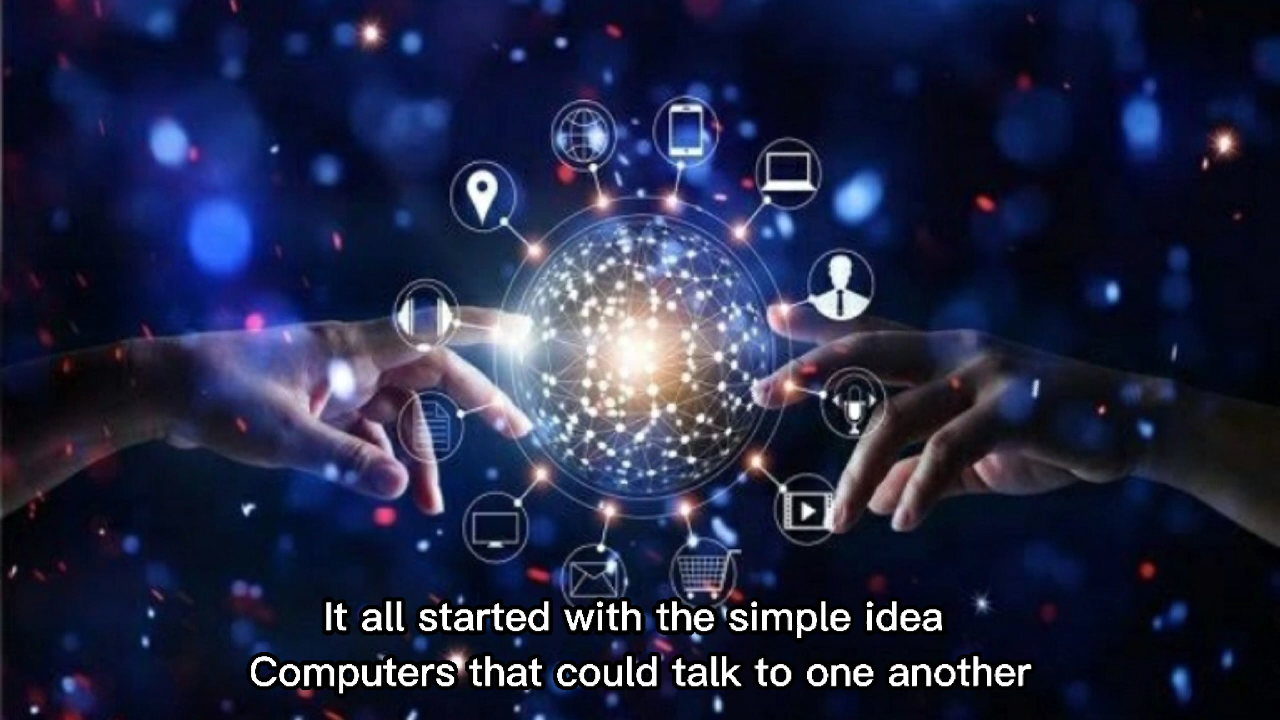 It all started with the simple idea
Computers that could talk to one another